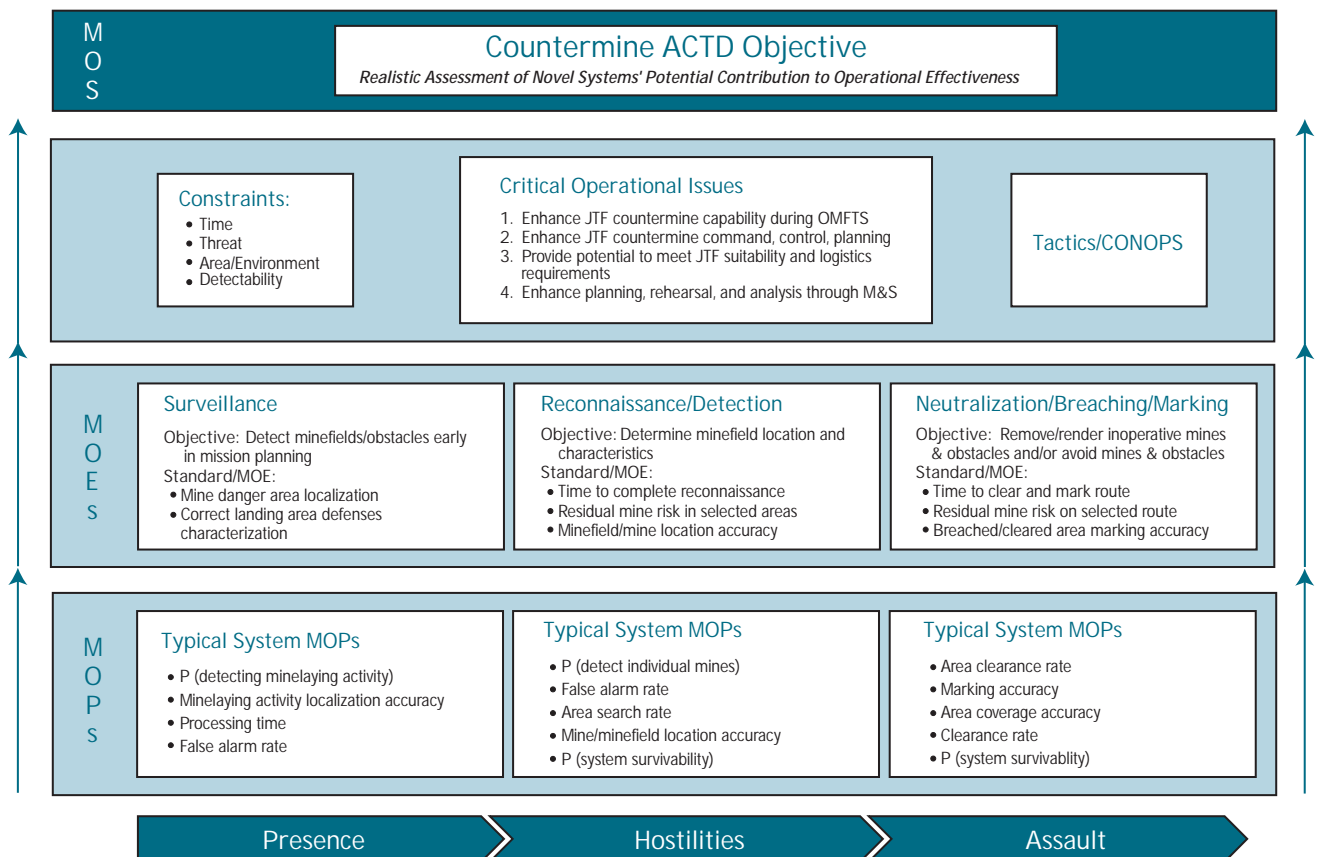 M
O
S
Countermine ACTD Objective
Realistic Assessment of Novel Systems' Potential Contribution to Operational Effectiveness
Constraints:
• Time
• Threat
• Area/Environment
• Detectability
Critical Operational Issues
1. Enhance JTF countermine capability during OMFTS
2. Enhance JTF countermine command, control, planning
3. Provide potential to meet JTF suitability and logistics
requirements
4. Enhance planning, rehearsal, and analysis through M&S
Tactics/CONOPS
M
O
E
s
Surveillance
Objective: Detect minefields/obstacles early
in mission planning
Standard/MOE:
• Mine danger area localization
• Correct landing area defenses
characterization
Reconnaissance/Detection
Objective: Determine minefield location and
characteristics
Standard/MOE:
• Time to complete reconnaissance
• Residual mine risk in selected areas
• Minefield/mine location accuracy
Neutralization/Breaching/Marking
Objective: Remove/render inoperative mines
& obstacles and/or avoid mines & obstacles
Standard/MOE:
• Time to clear and mark route
• Residual mine risk on selected route
• Breached/cleared area marking accuracy
M
O
P
s
Typical System MOPs
• P (detecting minelaying activity)
• Minelaying activity localization accuracy
• Processing time
• False alarm rate
Typical System MOPs
• P (detect individual mines)
• False alarm rate
• Area search rate
• Mine/minefield location accuracy
• P (system survivability)
Typical System MOPs
• Area clearance rate
• Marking accuracy
• Area coverage accuracy
• Clearance rate
• P (system survivablity)
Presence
Hostilities
Assault